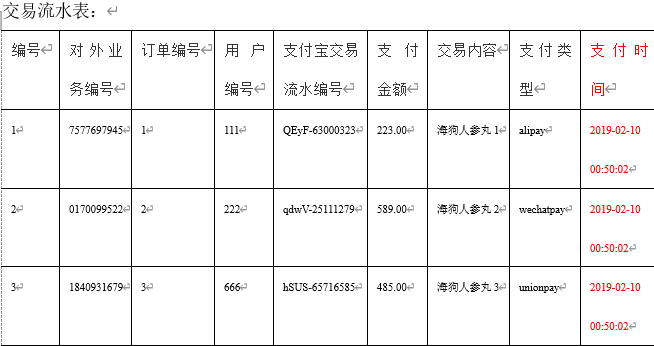 交易流水表：
编号 对外业务编号 订单编号 用户编号 支付宝交易流水编号 支付金额 交易内容 支付类型 支付时间
1 7577697945 1 111 QEyF-63000323 223.00 海狗人参丸1 alipay 2019-02-10 00:50:02
2 0170099522 2 222 qdwV-25111279 589.00 海狗人参丸2 wechatpay 2019-02-10 00:50:02
3 1840931679 3 666 hSUS-65716585 485.00 海狗人参丸3 unionpay 2019-02-10 00:50:02